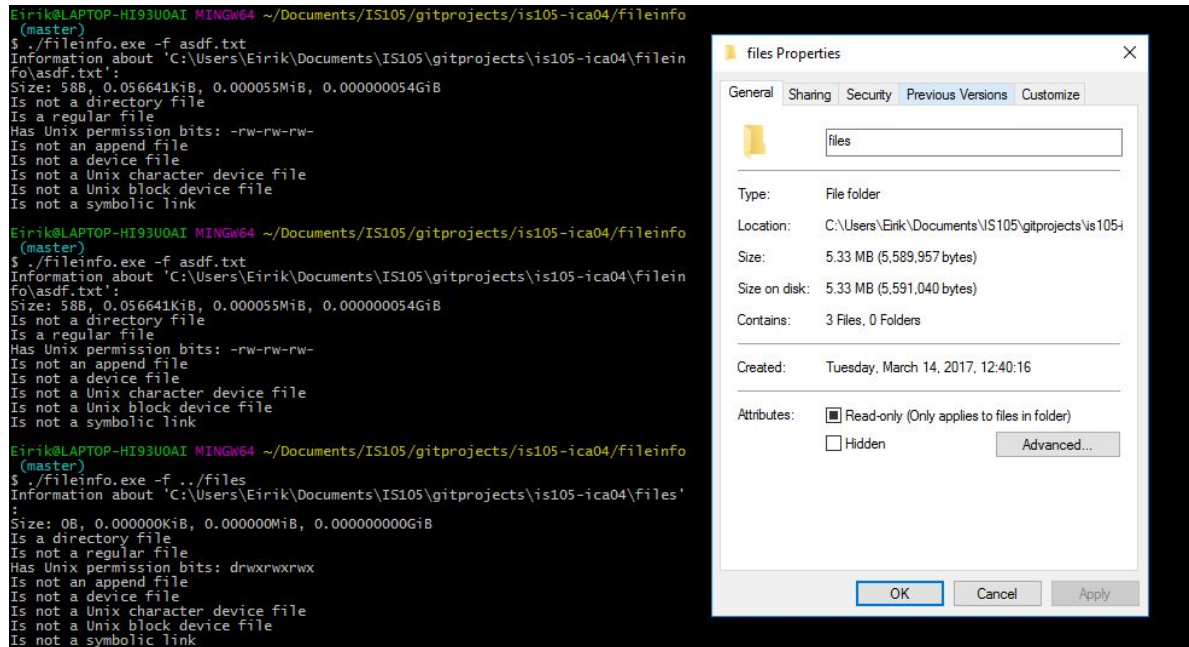 Eirik@LAPTOP-HI93UOAI MINGW64 ~/Documents/IS105/gitprojects/is105-ica04/fileinfo
(master)
$ ./fileinfo.exe -f asdf.txt
Information about 'C:\Users\Eirik\Documents\IS105\gitprojects\is105-ica04\filein
fo\asdf.txt':
Size: 58B, 0.056641KiB, 0.000055MiB, 0.000000054GiB
Is not a directory file
Is a regular file
Has Unix permission bits: -rw-rw-rw-
Is not an append file
Is not a device file
Is not a Unix character device file
Is not a Unix block device file
Is not a symbolic link
Eirik@LAPTOP-HI93UOAI MINGW64 ~/Documents/IS105/gitprojects/is105-ica04/fileinfo
(master)
$ ./fileinfo.exe -f asdf.txt
Information about 'C:\Users\Eirik\Documents\IS105\gitprojects\is105-ica04\filein
fo\asdf.txt':
Size: 58B, 0.056641KiB, 0.000055MiB, 0.000000054GiB
Is not a directory file
Is a regular file
Has Unix permission bits: -rw-rw-rw-
Is not an append file
Is not a device file
Is not a Unix character device file
Is not a Unix block device file
Is not a symbolic link
Eirik@LAPTOP-HI93UOAI MINGW64 ~/Documents/IS105/gitprojects/is105-ica04/fileinfo
(master)
$ ./fileinfo.exe -f ../files
Information about 'C:\Users\Eirik\Documents\IS105\gitprojects\is105-ica04\files'
:
Size: 0B, 0.000000KiB, 0.000000MiB, 0.000000000GiB
Is a directory file
Is not a regular file
Has Unix permission bits: drwxrwxrwx
Is not an append file
Is not a device file
Is not a Unix character device file
Is not a Unix block device file
Is not a symbolic link
files Properties
General Sharing Security Previous Versions Customize
files
Type: File folder
Location: C:\Users\Eirik\Documents\IS105\gitprojects\is105-i
Size: 5.33 MB (5,589,957 bytes)
Size on disk: 5.33 MB (5,591,040 bytes)
Contains: 3 Files, 0 Folders
Created: Tuesday, March 14, 2017, 12:40:16
Attributes: Read-only (Only applies to files in folder)
Hidden Advanced...
OK Cancel Apply